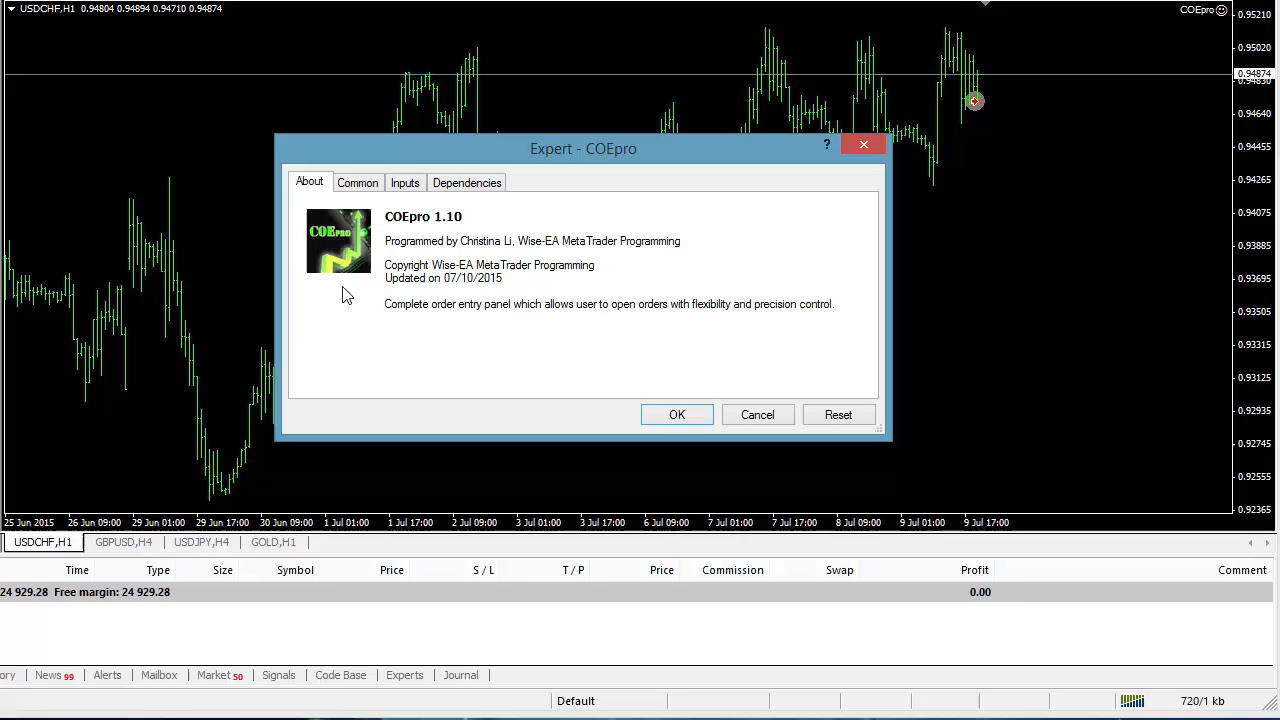 USDCHF,H1 0.94804 0.94894 0.94710 0.94874
COEpro
0.95210
0.95020
0.94874
0.94640
0.94455
0.94265
0.94075
0.93885
0.93695
0.93505
0.93315
0.93125
0.92935
0.92745
0.92555
0.92365
Expert - COEpro
?
About Common Inputs Dependencies
COEPRO
COEpro 1.10
Programmed by Christina Li, Wise-EA MetaTrader Programming
Copyright Wise-EA MetaTrader Programming
Updated on 07/10/2015
Complete order entry panel which allows user to open orders with flexibility and precision control.
OK Cancel Reset
25 Jun 2015 26 Jun 09:00 29 Jun 01:00 29 Jun 17:00 30 Jun 09:00 1 Jul 01:00 1 Jul 17:00 2 Jul 09:00 3 Jul 01:00 3 Jul 17:00 6 Jul 09:00 7 Jul 01:00 7 Jul 17:00 8 Jul 09:00 9 Jul 01:00 9 Jul 17:00
USDCHF,H1 GBPUSD,H4 USDJPY,H4 GOLD,H1
Time Type Size Symbol Price S / L T / P Price Commission Swap Profit Comment
24 929.28 Free margin: 24 929.28 0.00
ory News 99 Alerts Mailbox Market 50 Signals Code Base Experts Journal
Default 720/1 kb